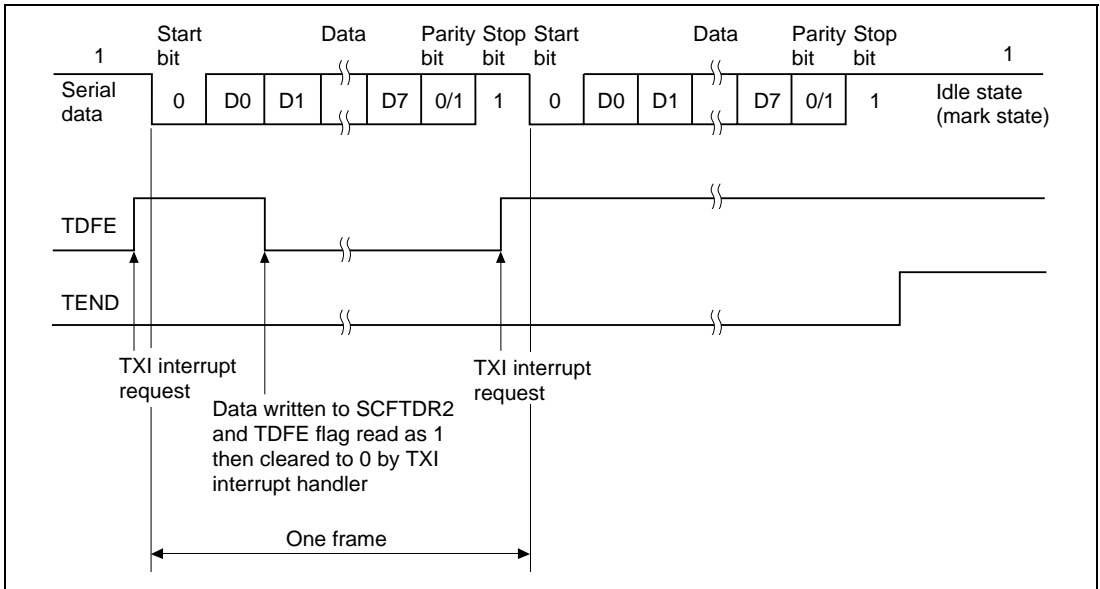 Start Data Parity Stop Start Data Parity Stop
1 bit bit bit bit bit bit 1
Serial data 0 D0 D1 D7 0/1 1 0 D0 D1 D7 0/1 1 Idle state (mark state)
TDFE
TEND
TXI interrupt
request
Data written to SCFTDR2
and TDFE flag read as 1
then cleared to 0 by TXI
interrupt handler
TXI interrupt
request
One frame